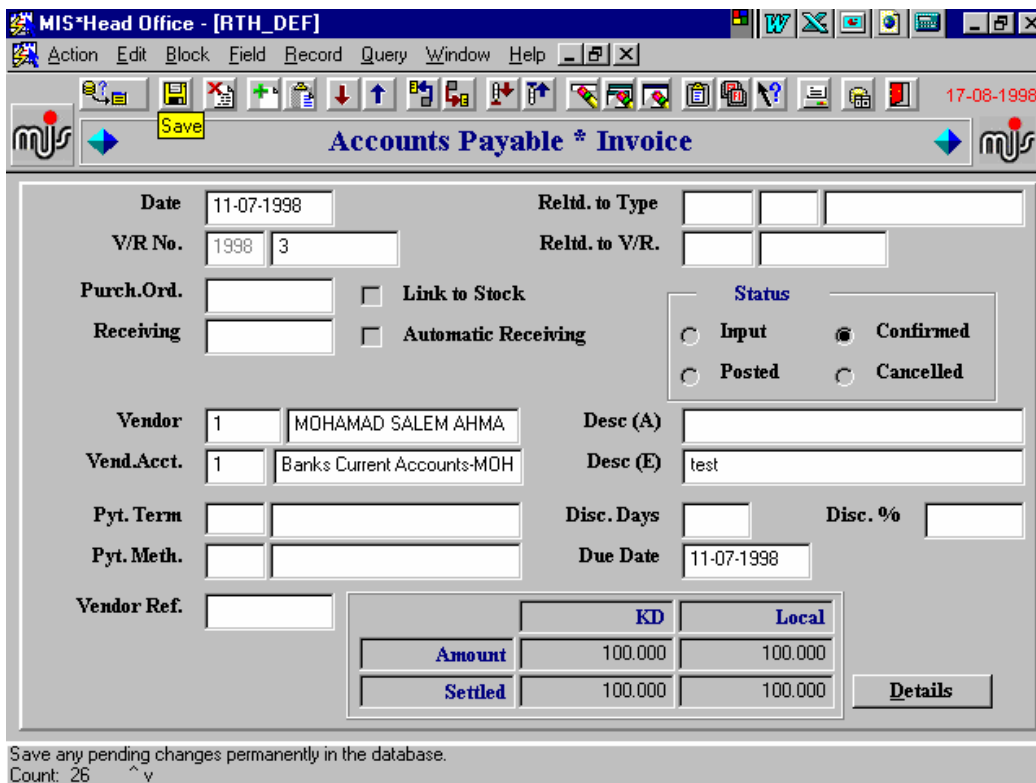 MIS*Head Office - [RTH_DEF]
Action Edit Block Field Record Query Window Help
17-08-1998
Save
mis Accounts Payable * Invoice mis
Date 11-07-1998 Reltd. to Type
V/R No. 1998 3 Reltd. to V/R.
Purch.Ord. Link to Stock Status
Receiving Automatic Receiving Input Confirmed
Posted Cancelled
Vendor 1 MOHAMAD SALEM AHMA Desc (A)
Vend.Acct. 1 Banks Current Accounts-MOH Desc (E) test
Pyt. Term Disc. Days Disc. %
Pyt. Meth. Due Date 11-07-1998
Vendor Ref. KD Local
Amount 100.000 100.000
Settled 100.000 100.000 Details
Save any pending changes permanently in the database.
Count: 26 ^ v